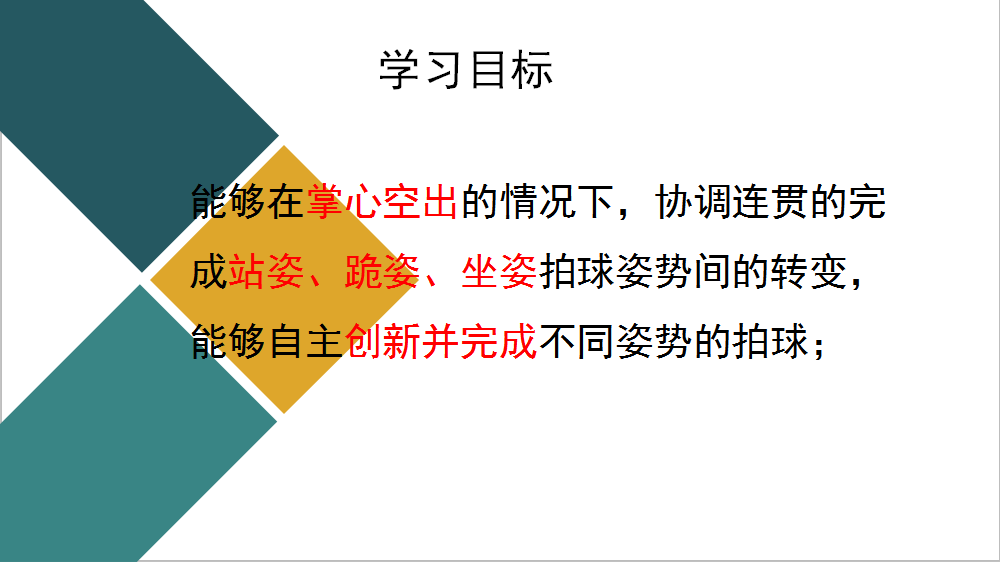 学习目标
能够在掌心空出的情况下，协调连贯的完
成站姿、跪姿、坐姿拍球姿势间的转变，
能够自主创新并完成不同姿势的拍球；